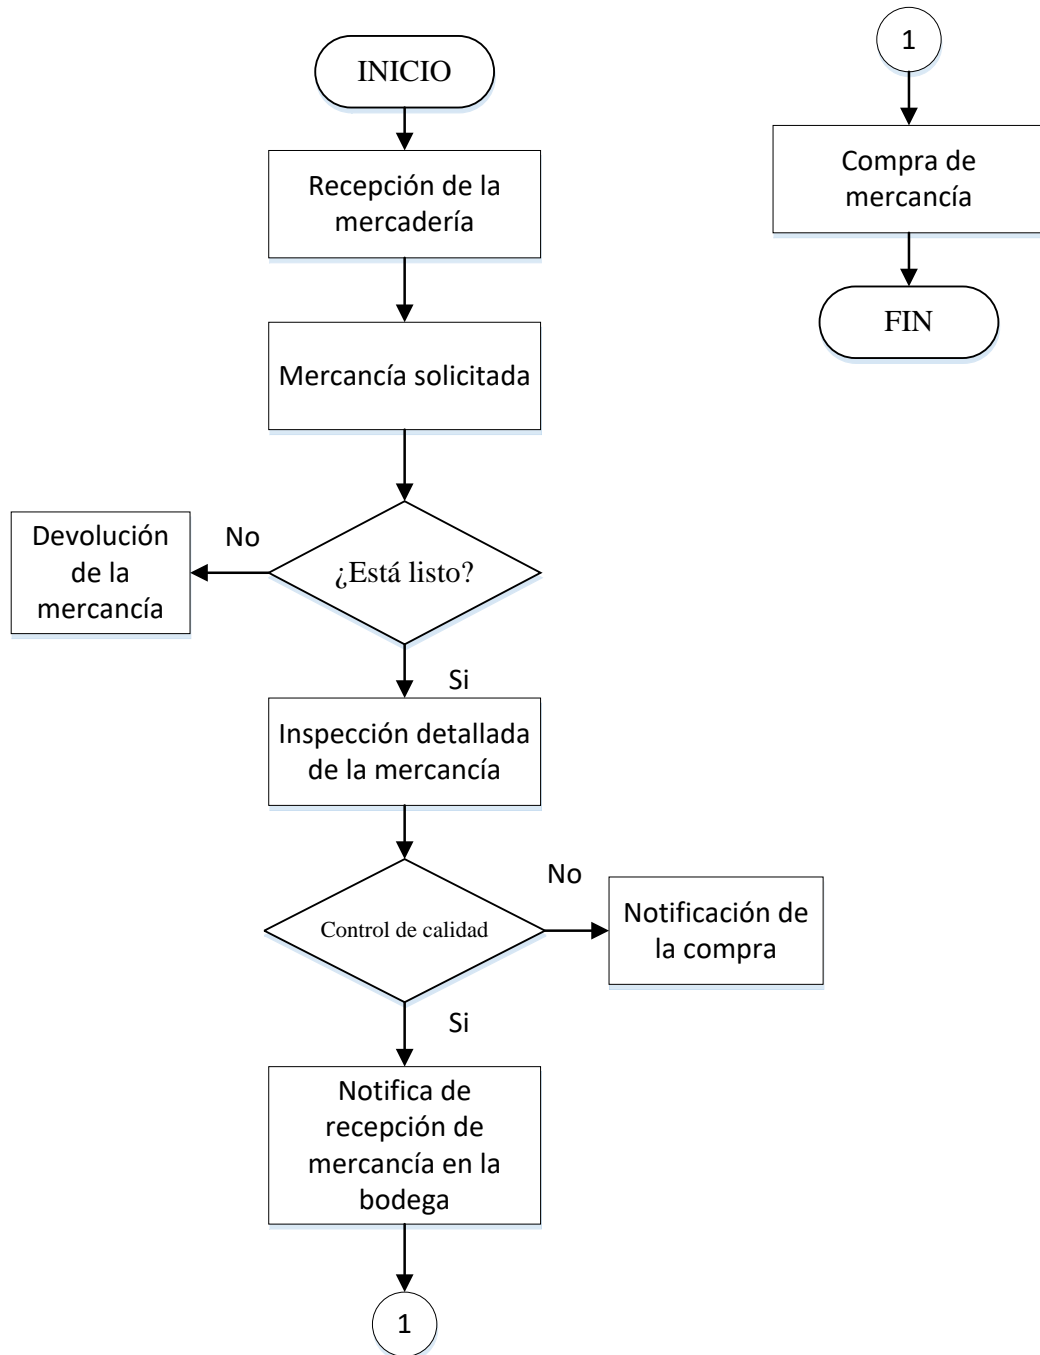 INICIO
Recepción de la
mercadería
Mercancía solicitada
¿Está listo?
No
Devolución
de la
mercancía
Si
Inspección detallada
de la mercancía
Control de calidad
No
Notificación de
la compra
Si
Notifica de
recepción de
mercancía en la
bodega
1
1
Compra de
mercancía
FIN